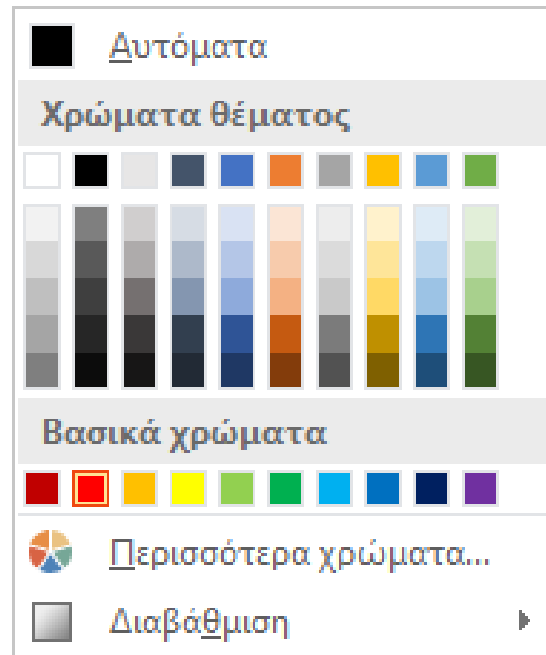 Αυτόματα
Χρώματα θέματος
Βασικά χρώματα
Περισσότερα χρώματα...
Διαβάθμιση